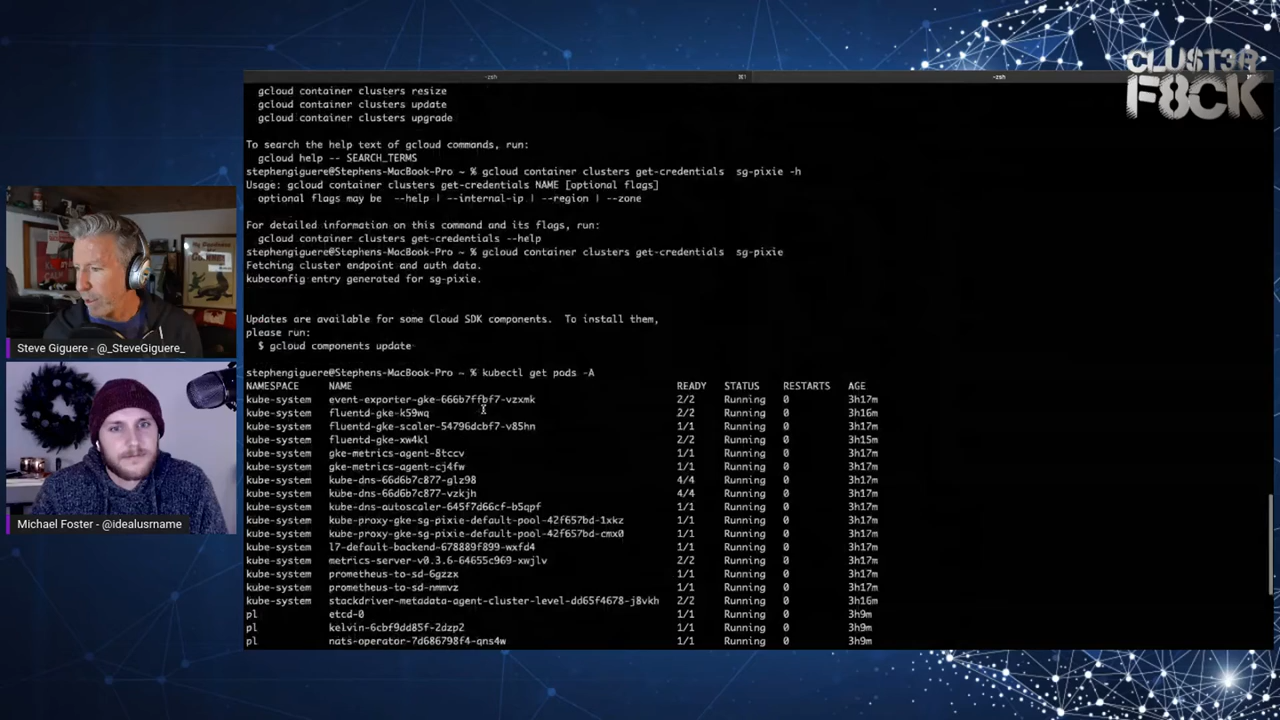 CLUST3R
F8CK
-zsh
⌘1
-zsh
gcloud container clusters resize
gcloud container clusters update
gcloud container clusters upgrade
To search the help text of gcloud commands, run:
gcloud help -- SEARCH_TERMS
stephengiguere@Stephens-MacBook-Pro ~ % gcloud container clusters get-credentials  sg-pixie -h
Usage: gcloud container clusters get-credentials NAME [optional flags]
optional flags may be  --help | --internal-ip | --region | --zone
For detailed information on this command and its flags, run:
gcloud container clusters get-credentials --help
stephengiguere@Stephens-MacBook-Pro ~ % gcloud container clusters get-credentials  sg-pixie
Fetching cluster endpoint and auth data.
kubeconfig entry generated for sg-pixie.
Updates are available for some Cloud SDK components.  To install them,
please run:
$ gcloud components update
stephengiguere@Stephens-MacBook-Pro ~ % kubectl get pods -A
NAMESPACE NAME READY STATUS RESTARTS AGE
kube-system event-exporter-gke-666b7ffbf7-vzxmk 2/2 Running 0 3h17m
kube-system fluentd-gke-k59wq 2/2 Running 0 3h16m
kube-system fluentd-gke-scaler-54796dcbf7-v85hn 1/1 Running 0 3h17m
kube-system fluentd-gke-xw4kl 2/2 Running 0 3h15m
kube-system gke-metrics-agent-8tccv 1/1 Running 0 3h17m
kube-system gke-metrics-agent-cj4fw 1/1 Running 0 3h17m
kube-system kube-dns-66d6b7c877-glz98 4/4 Running 0 3h17m
kube-system kube-dns-66d6b7c877-vzkjh 4/4 Running 0 3h17m
kube-system kube-dns-autoscaler-645f7d66cf-b5qpf 1/1 Running 0 3h17m
kube-system kube-proxy-gke-sg-pixie-default-pool-42f657bd-1xkz 1/1 Running 0 3h17m
kube-system kube-proxy-gke-sg-pixie-default-pool-42f657bd-cmx0 1/1 Running 0 3h17m
kube-system l7-default-backend-678889f899-wxfd4 1/1 Running 0 3h17m
kube-system metrics-server-v0.3.6-64655c969-xwjlv 2/2 Running 0 3h17m
kube-system prometheus-to-sd-6gzzx 1/1 Running 0 3h17m
kube-system prometheus-to-sd-nmmvz 1/1 Running 0 3h17m
kube-system stackdriver-metadata-agent-cluster-level-dd65f4678-j8vkh 2/2 Running 0 3h16m
pl etcd-0 1/1 Running 0 3h9m
pl kelvin-6cbf9dd85f-2dzp2 1/1 Running 0 3h9m
pl nats-operator-7d686798f4-qns4w 1/1 Running 0 3h9m
Steve Giguere - @_SteveGiguere_
Michael Foster - @idealusrname